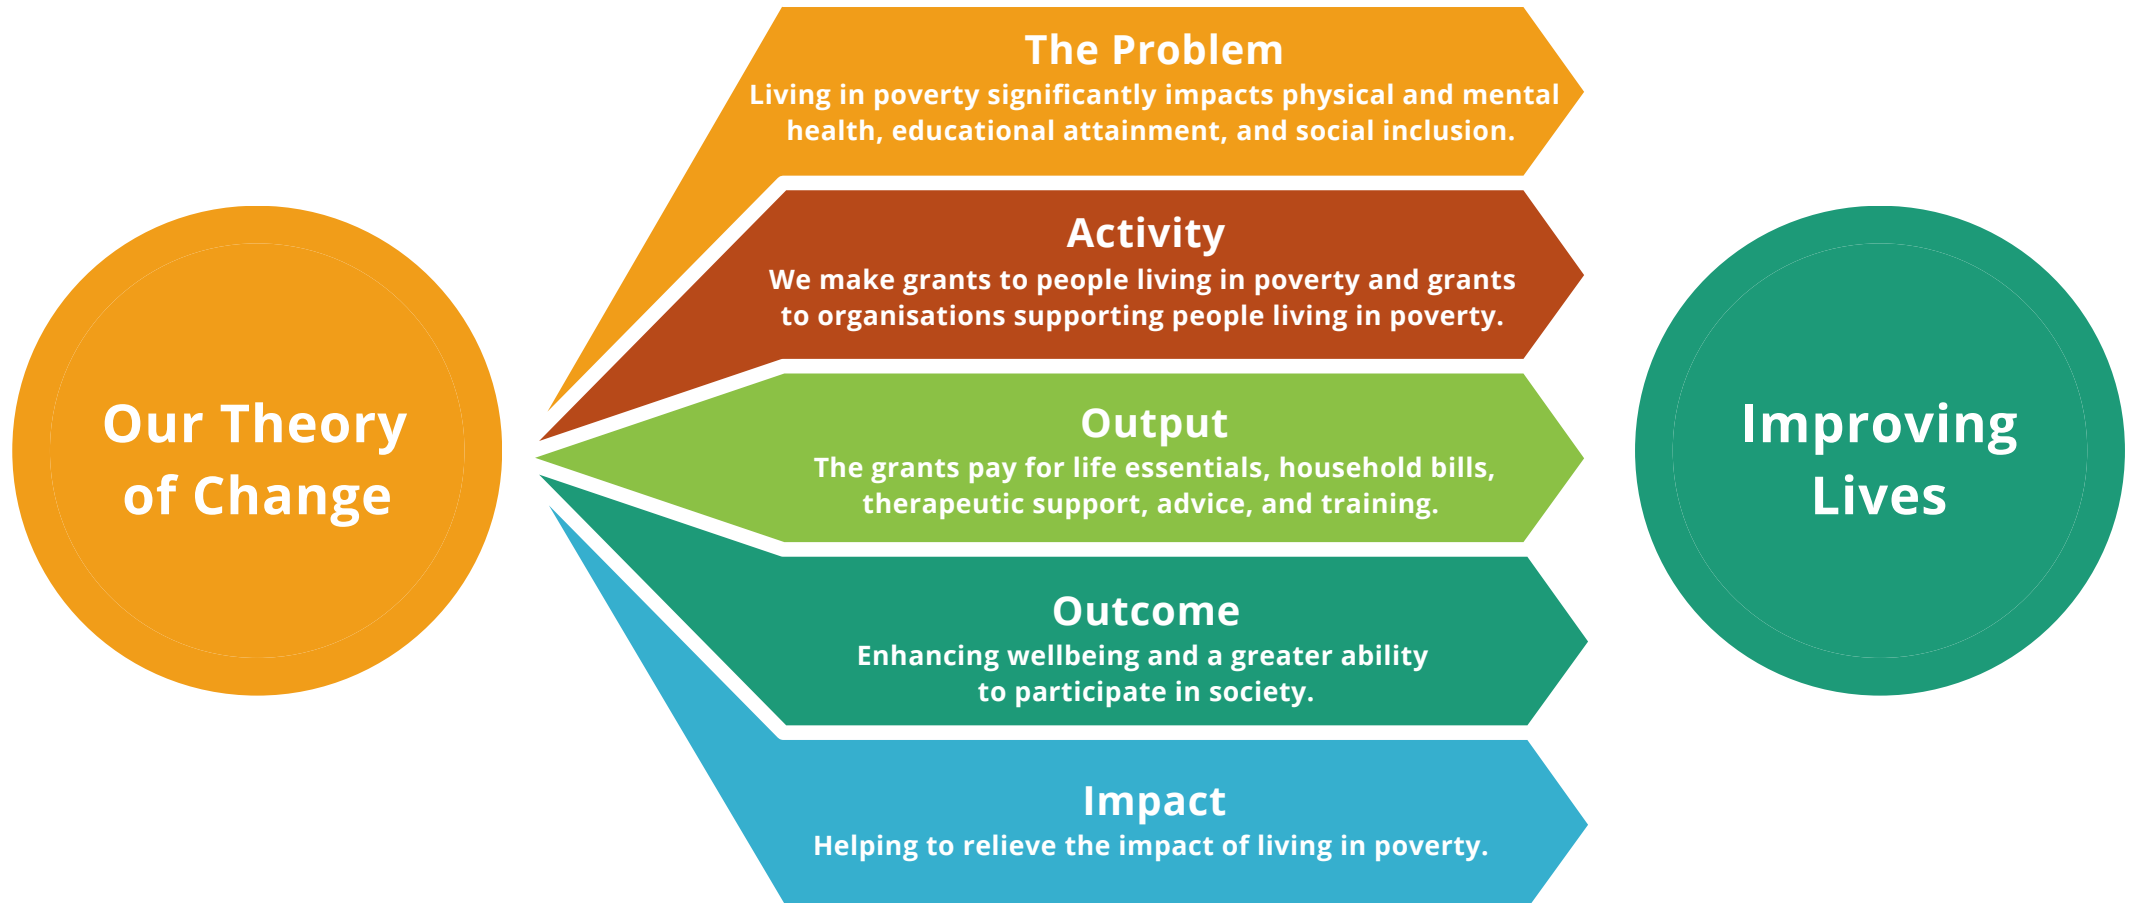 Our Theory
of Change
The Problem
Living in poverty significantly impacts physical and mental
health, educational attainment, and social inclusion.
Activity
We make grants to people living in poverty and grants
to organisations supporting people living in poverty.
Output
The grants pay for life essentials, household bills,
therapeutic support, advice, and training.
Outcome
Enhancing wellbeing and a greater ability
to participate in society.
Impact
Helping to relieve the impact of living in poverty.
Improving
Lives